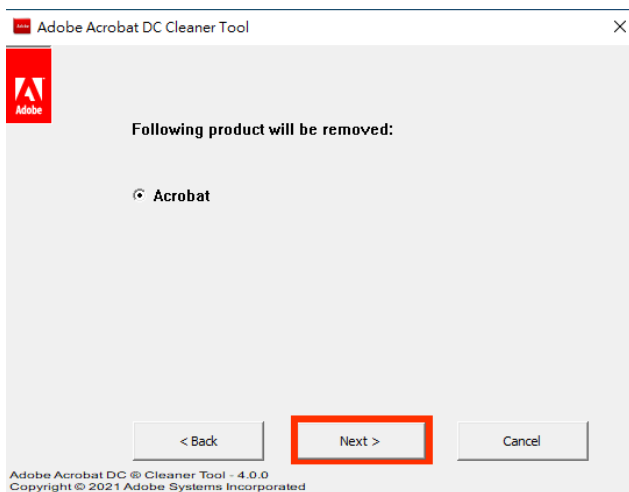 Adobe Acrobat DC Cleaner Tool
Adobe
Following product will be removed:
Acrobat
< Back
Next >
Cancel
Adobe Acrobat DC ® Cleaner Tool - 4.0.0
Copyright © 2021 Adobe Systems Incorporated